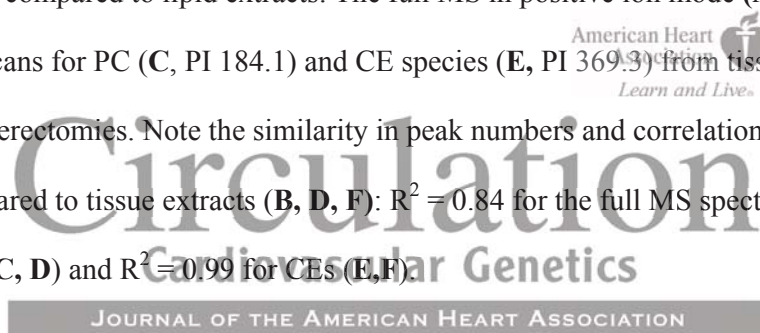 compared to lipid extracts. The full MS in positive ion mode
American Heart
cans for PC (C, PI 184.1) and CE species (E, PI 369.3) from tiss
Association
Learn and Live®
erectomies. Note the similarity in peak numbers and correlation
Circulation
ared to tissue extracts (B, D, F): R² = 0.84 for the full MS spect
C, D) and R² = 0.99 for CEs (E,F).
Cardiovascular Genetics
JOURNAL OF THE AMERICAN HEART ASSOCIATION